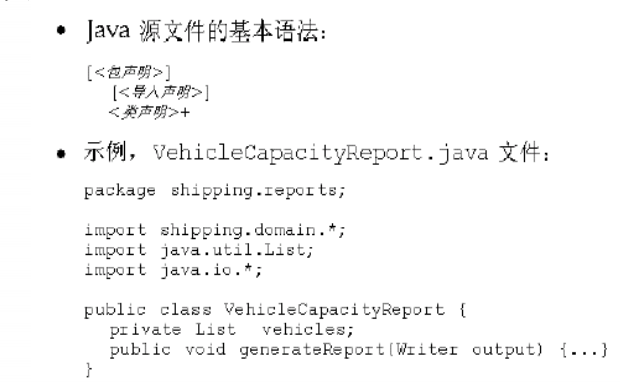 • Java 源文件的基本语法：
[<包声明>]
[<导入声明>]
<类声明>+
• 示例，VehicleCapacityReport.java 文件：
package shipping.reports;
import shipping.domain.*;
import java.util.List;
import java.io.*;
public class VehicleCapacityReport {
private List vehicles;
public void generateReport(Writer output) {...}
}